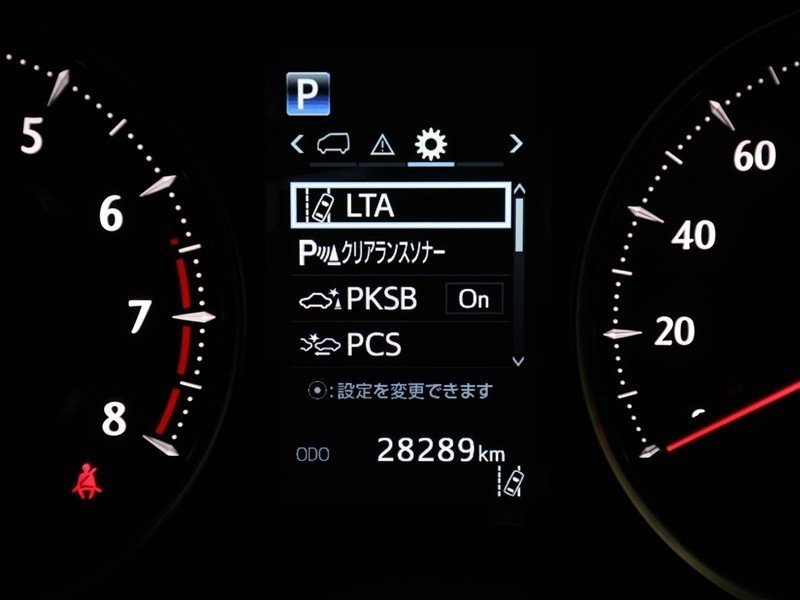 P
LTA
Pクリアランスソナー
PKSB On
PCS
:設定を変更できます
ODO 28289km
5
6
7
8
60
40
20